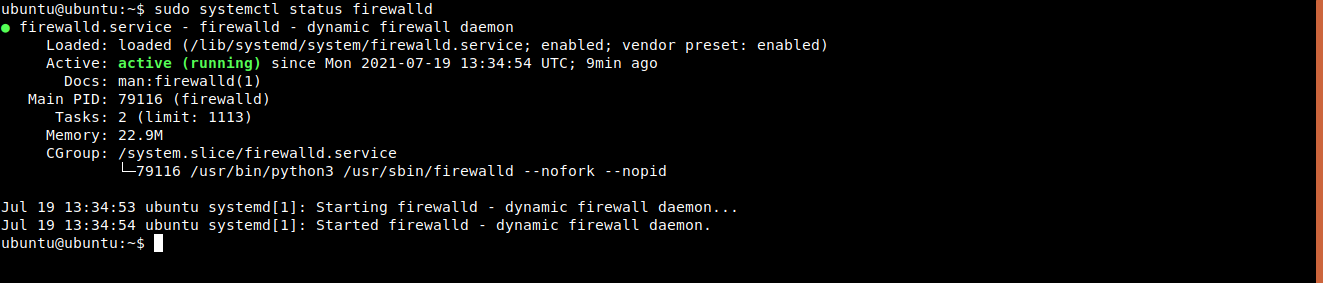 ubuntu@ubuntu:~$ sudo systemctl status firewalld
● firewalld.service - firewalld - dynamic firewall daemon
     Loaded: loaded (/lib/systemd/system/firewalld.service; enabled; vendor preset: enabled)
     Active: active (running) since Mon 2021-07-19 13:34:54 UTC; 9min ago
       Docs: man:firewalld(1)
   Main PID: 79116 (firewalld)
      Tasks: 2 (limit: 1113)
     Memory: 22.9M
     CGroup: /system.slice/firewalld.service
             └─79116 /usr/bin/python3 /usr/sbin/firewalld --nofork --nopid

Jul 19 13:34:53 ubuntu systemd[1]: Starting firewalld - dynamic firewall daemon...
Jul 19 13:34:54 ubuntu systemd[1]: Started firewalld - dynamic firewall daemon.
ubuntu@ubuntu:~$